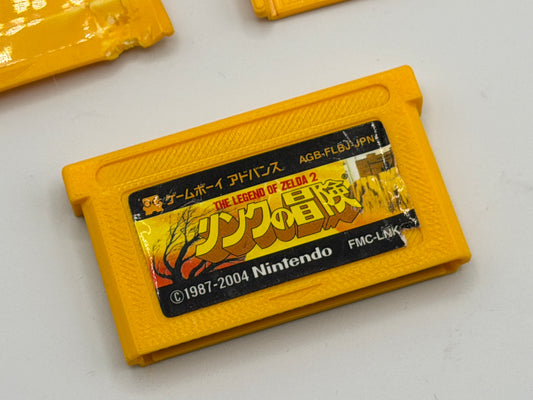 ゲームボーイ アドバンス
AGB-FLBJ-JPN
THE LEGEND OF ZELDA 2
リンクの冒険
©1987-2004 Nintendo
FMC-LNK